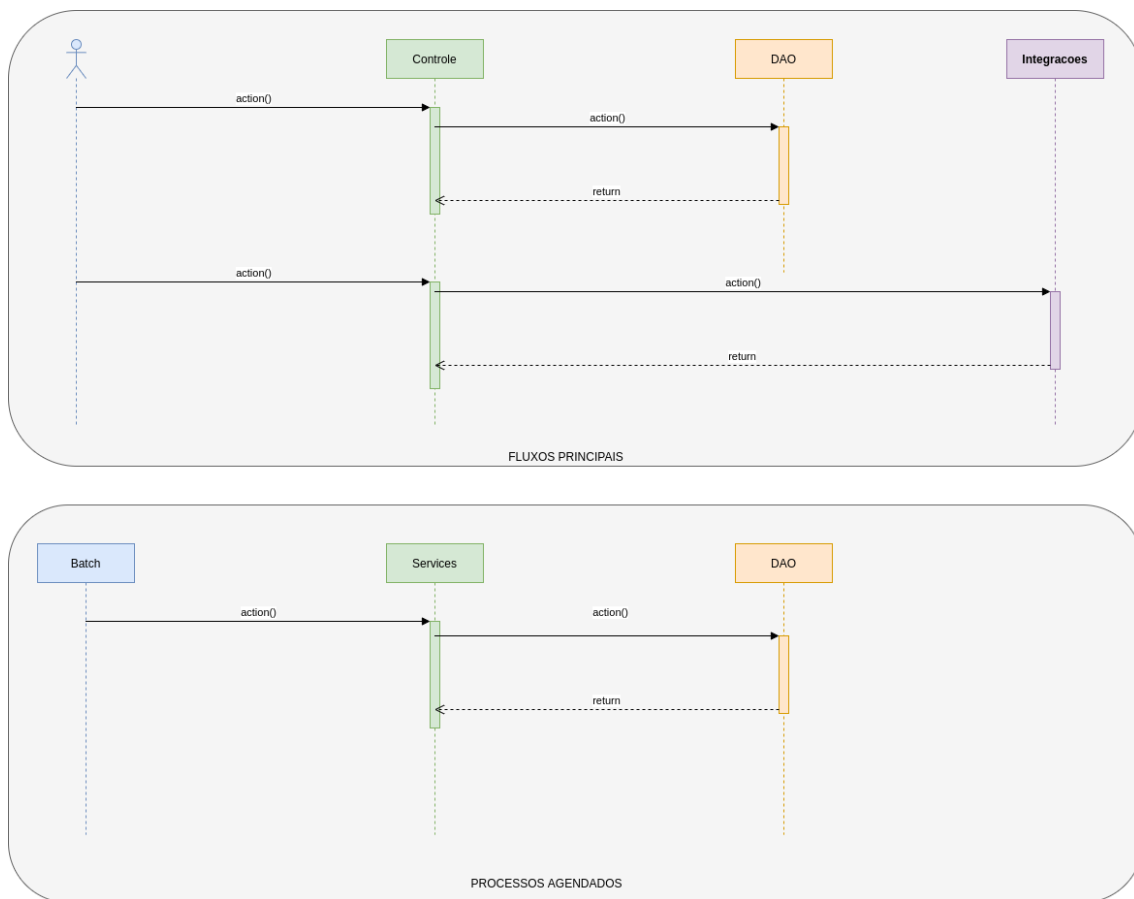 Controle
DAO
Integracoes
action()
action()
return
action()
action()
return
FLUXOS PRINCIPAIS
Batch
Services
DAO
action()
action()
return
PROCESSOS AGENDADOS